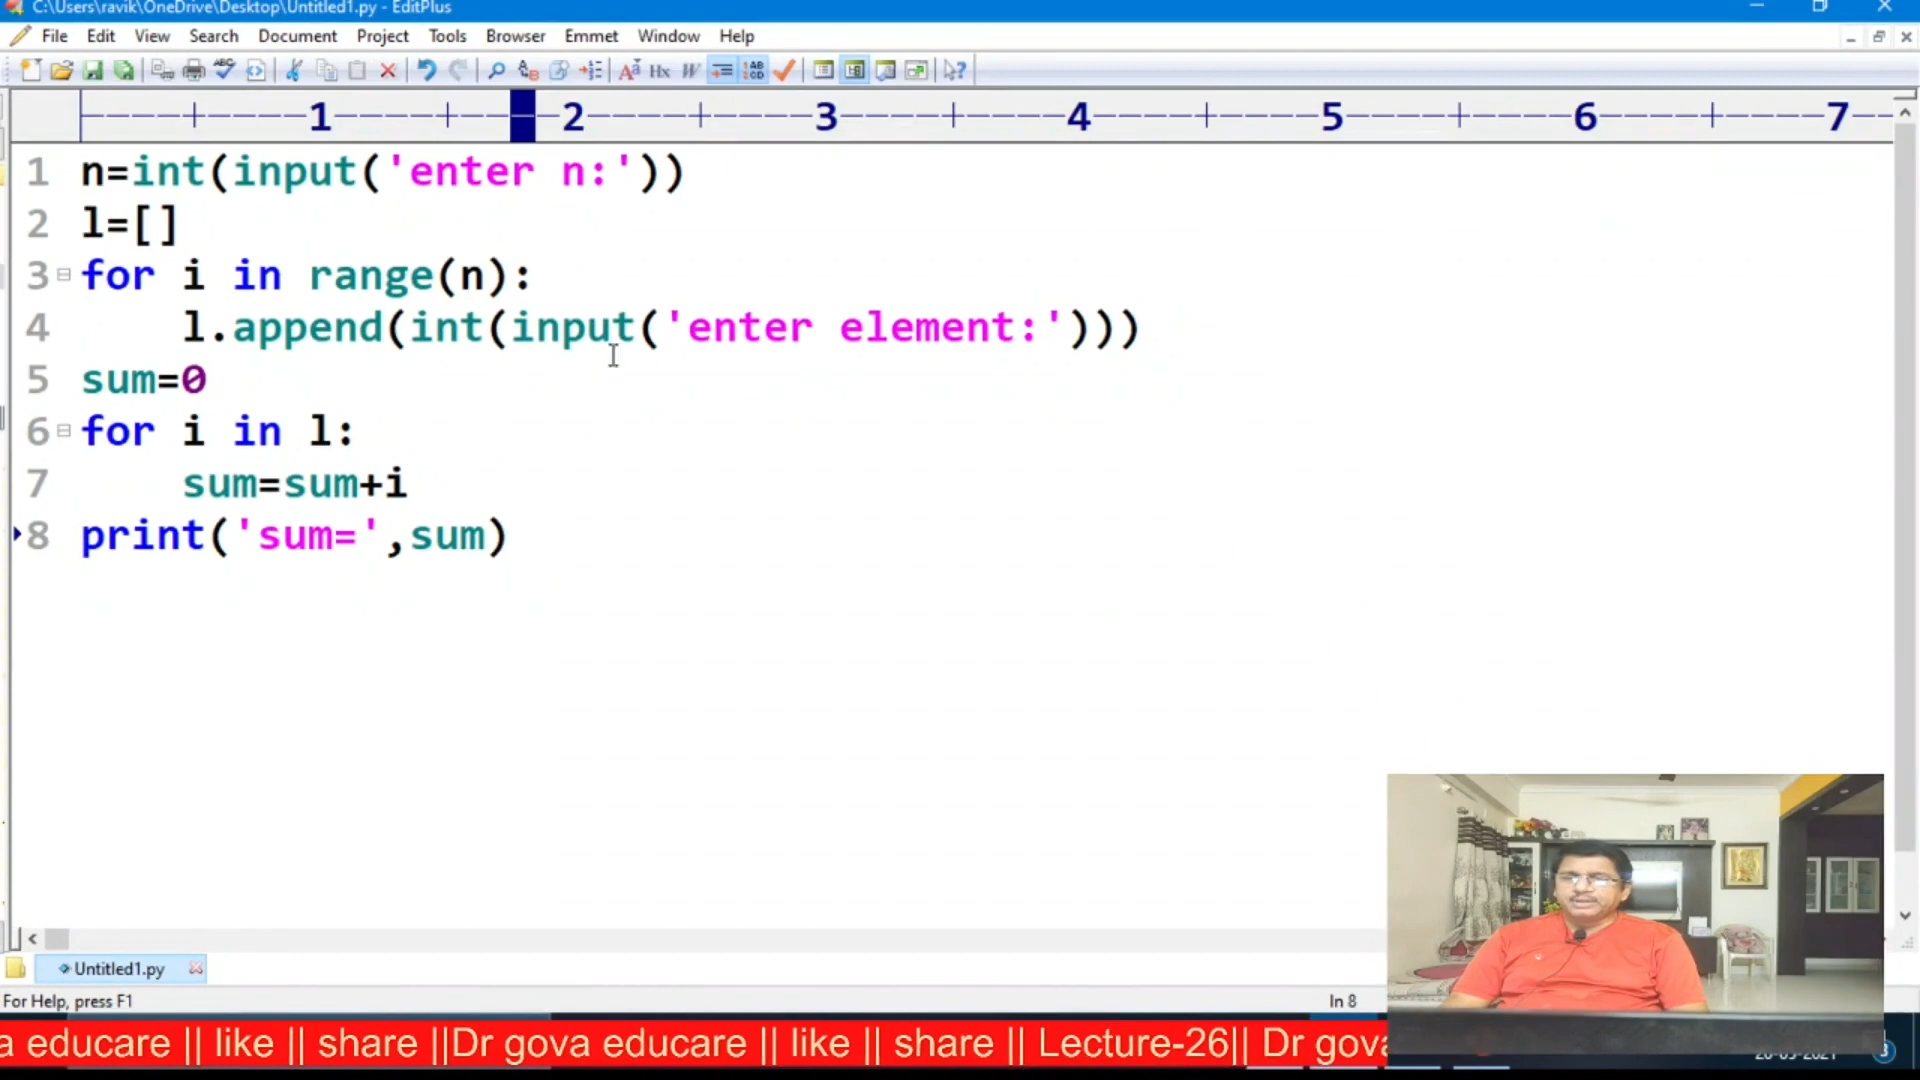 C:\Users\ravik\OneDrive\Desktop\Untitled1.py - EditPlus
File Edit View Search Document Project Tools Browser Emmet Window Help
----+----1----+----2----+----3----+----4----+----5----+----6----+----7--
1 n=int(input('enter n:'))
2 l=[]
3 for i in range(n):
4 l.append(int(input('enter element:')))
5 sum=0
6 for i in l:
7 sum=sum+i
8 print('sum=',sum)
Untitled1.py
For Help, press F1
ln 8
a educare || like || share ||Dr gova educare || like || share || Lecture-26|| Dr gova